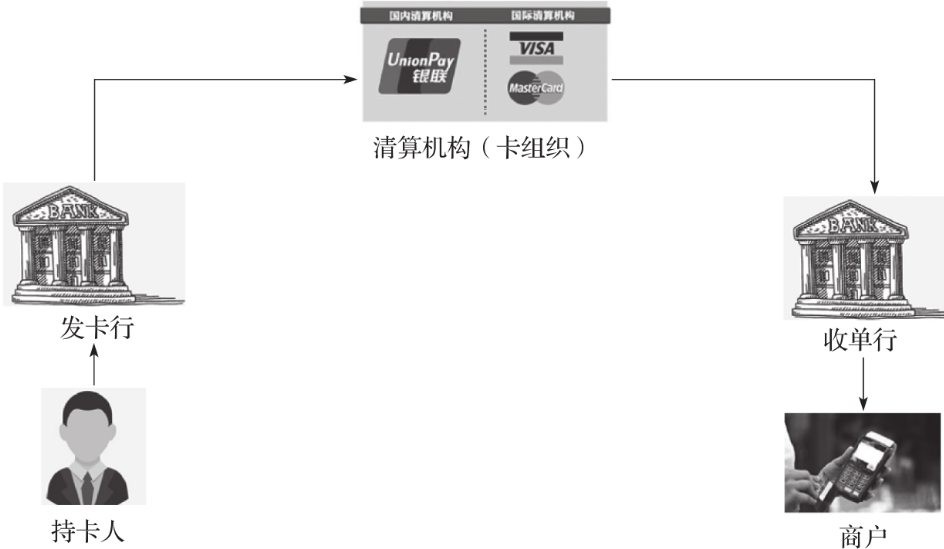 国内清算机构 国际清算机构
UnionPay
银联
VISA
MasterCard
清算机构（卡组织）
BANK
BANK
发卡行
收单行
持卡人
商户